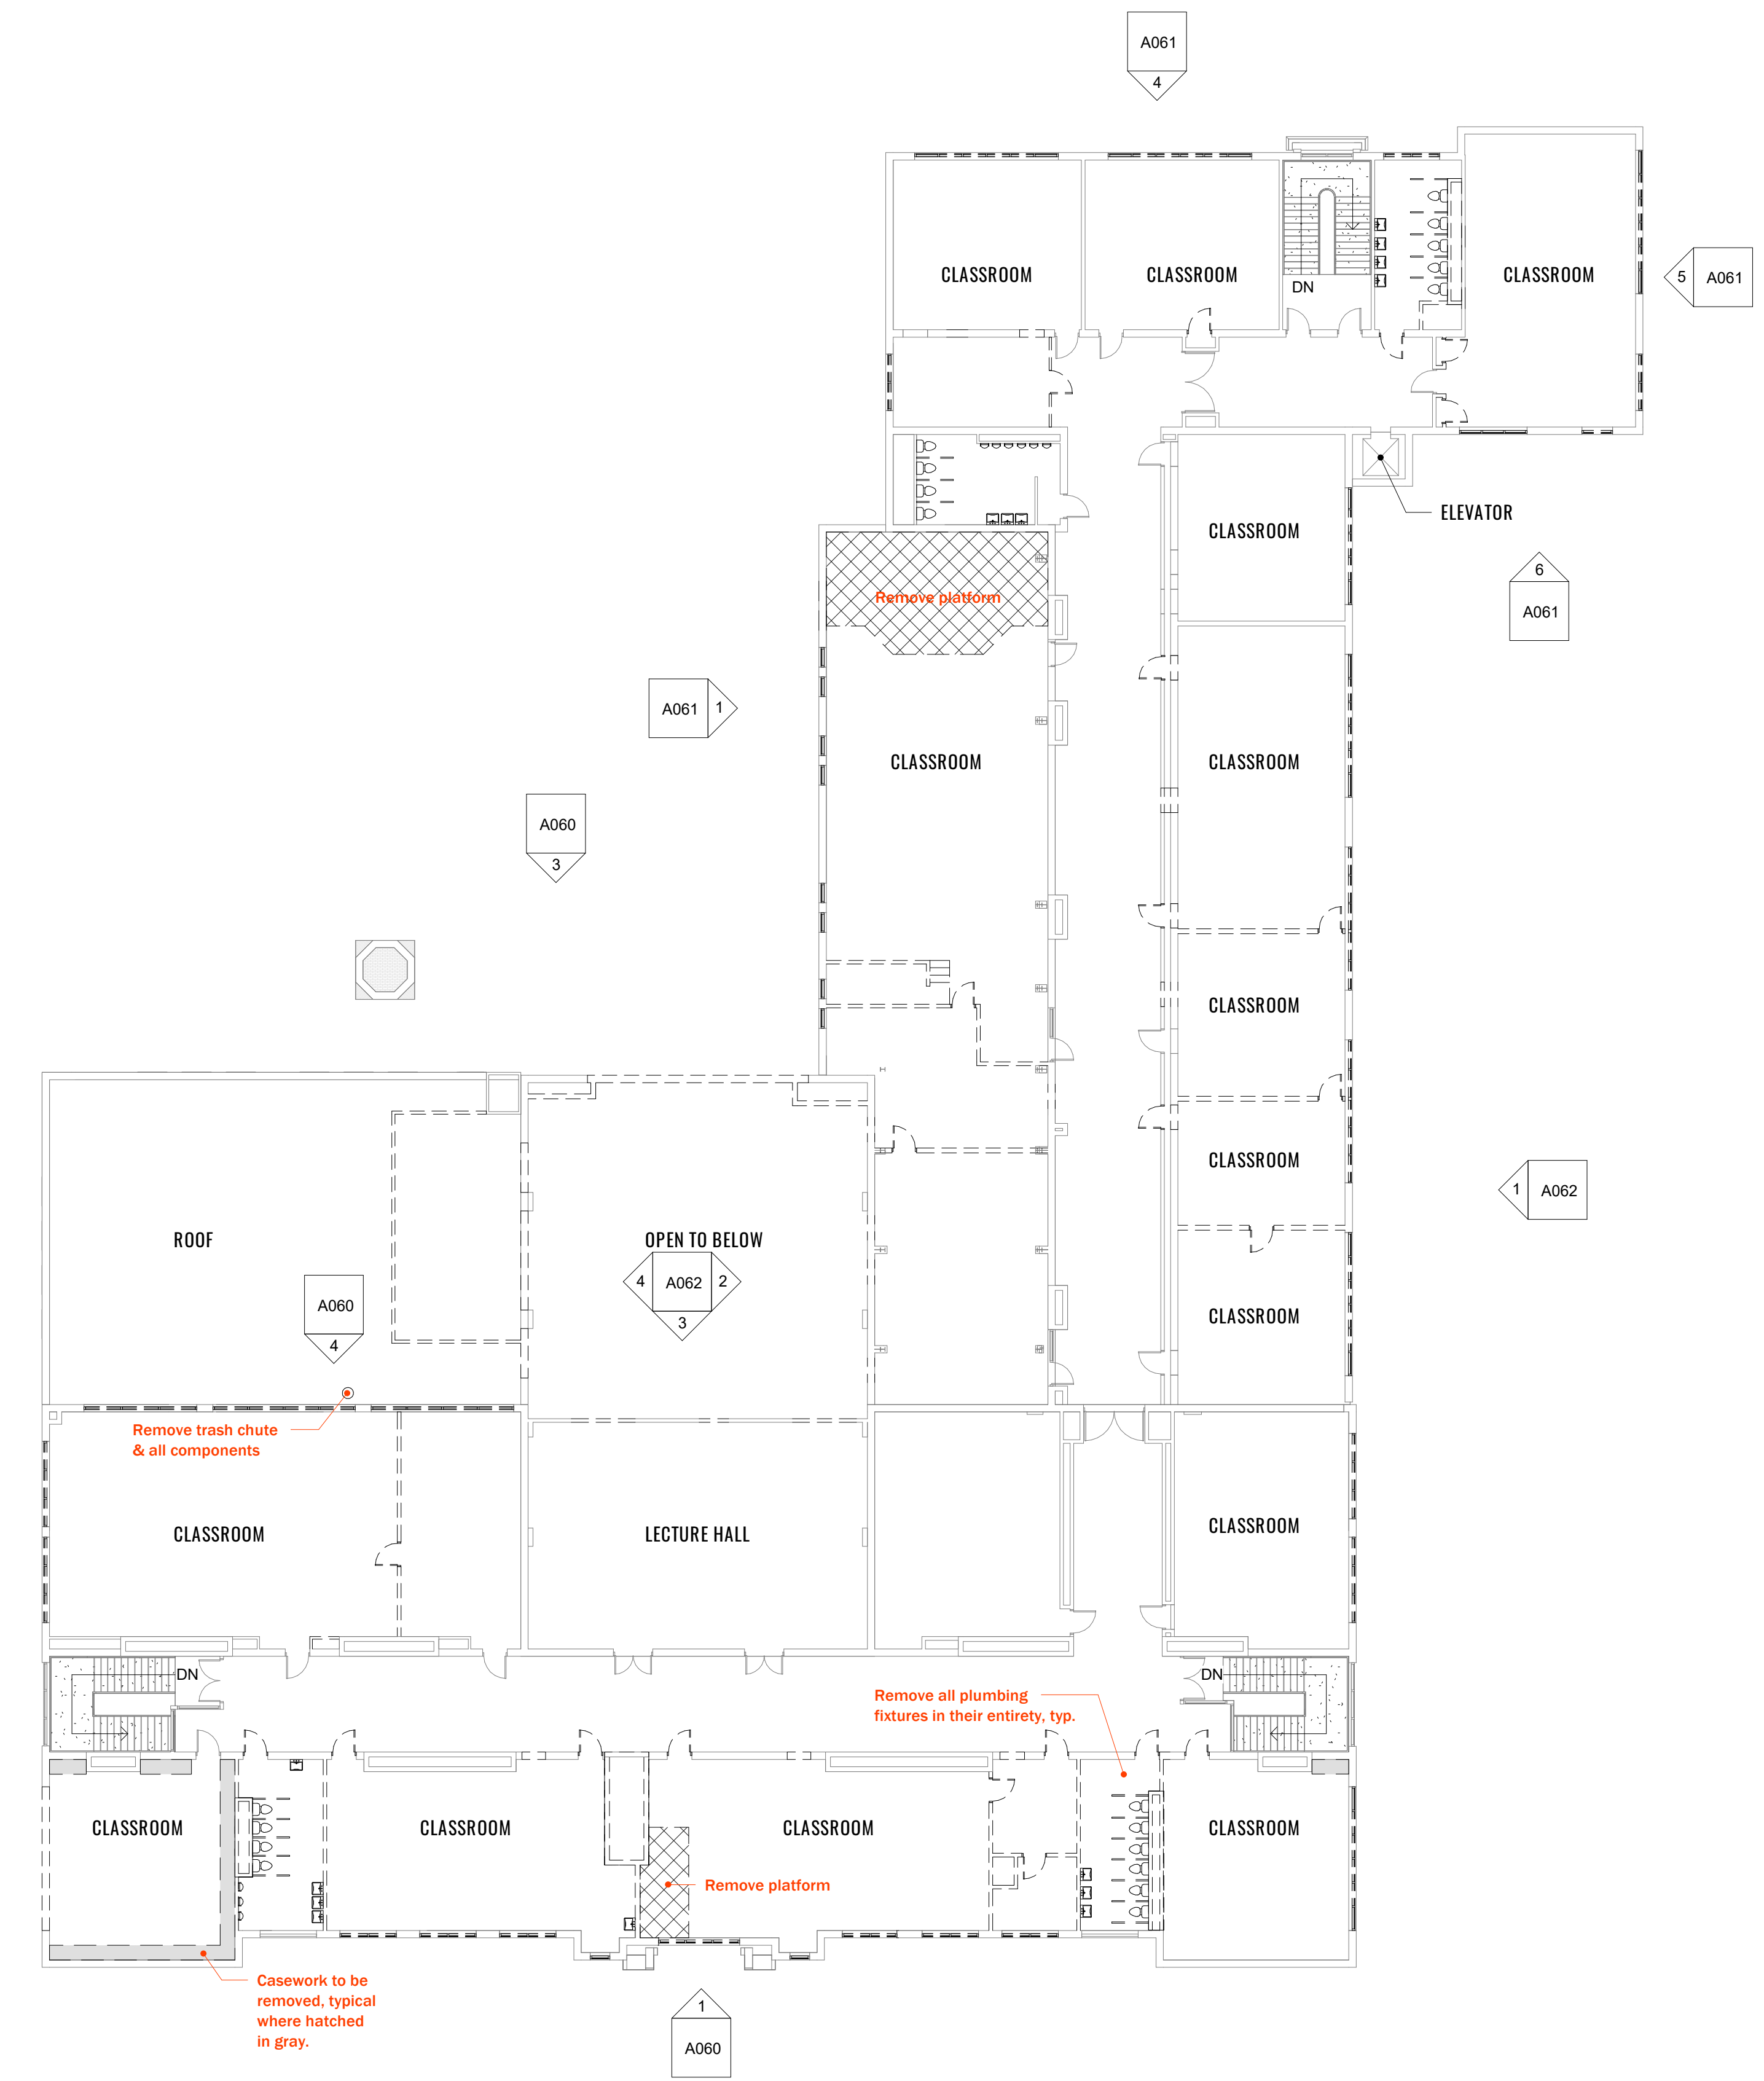 A061
4
CLASSROOM
CLASSROOM
CLASSROOM
5
A061
DN
ELEVATOR
CLASSROOM
6
A061
Remove platform
A061
1
CLASSROOM
CLASSROOM
A060
3
CLASSROOM
CLASSROOM
1
A062
ROOF
OPEN TO BELOW
4
A062
2
3
A060
4
CLASSROOM
Remove trash chute
& all components
CLASSROOM
LECTURE HALL
CLASSROOM
DN
DN
Remove all plumbing
fixtures in their entirety, typ.
CLASSROOM
CLASSROOM
CLASSROOM
CLASSROOM
Remove platform
Casework to be
removed, typical
where hatched
in gray.
1
A060